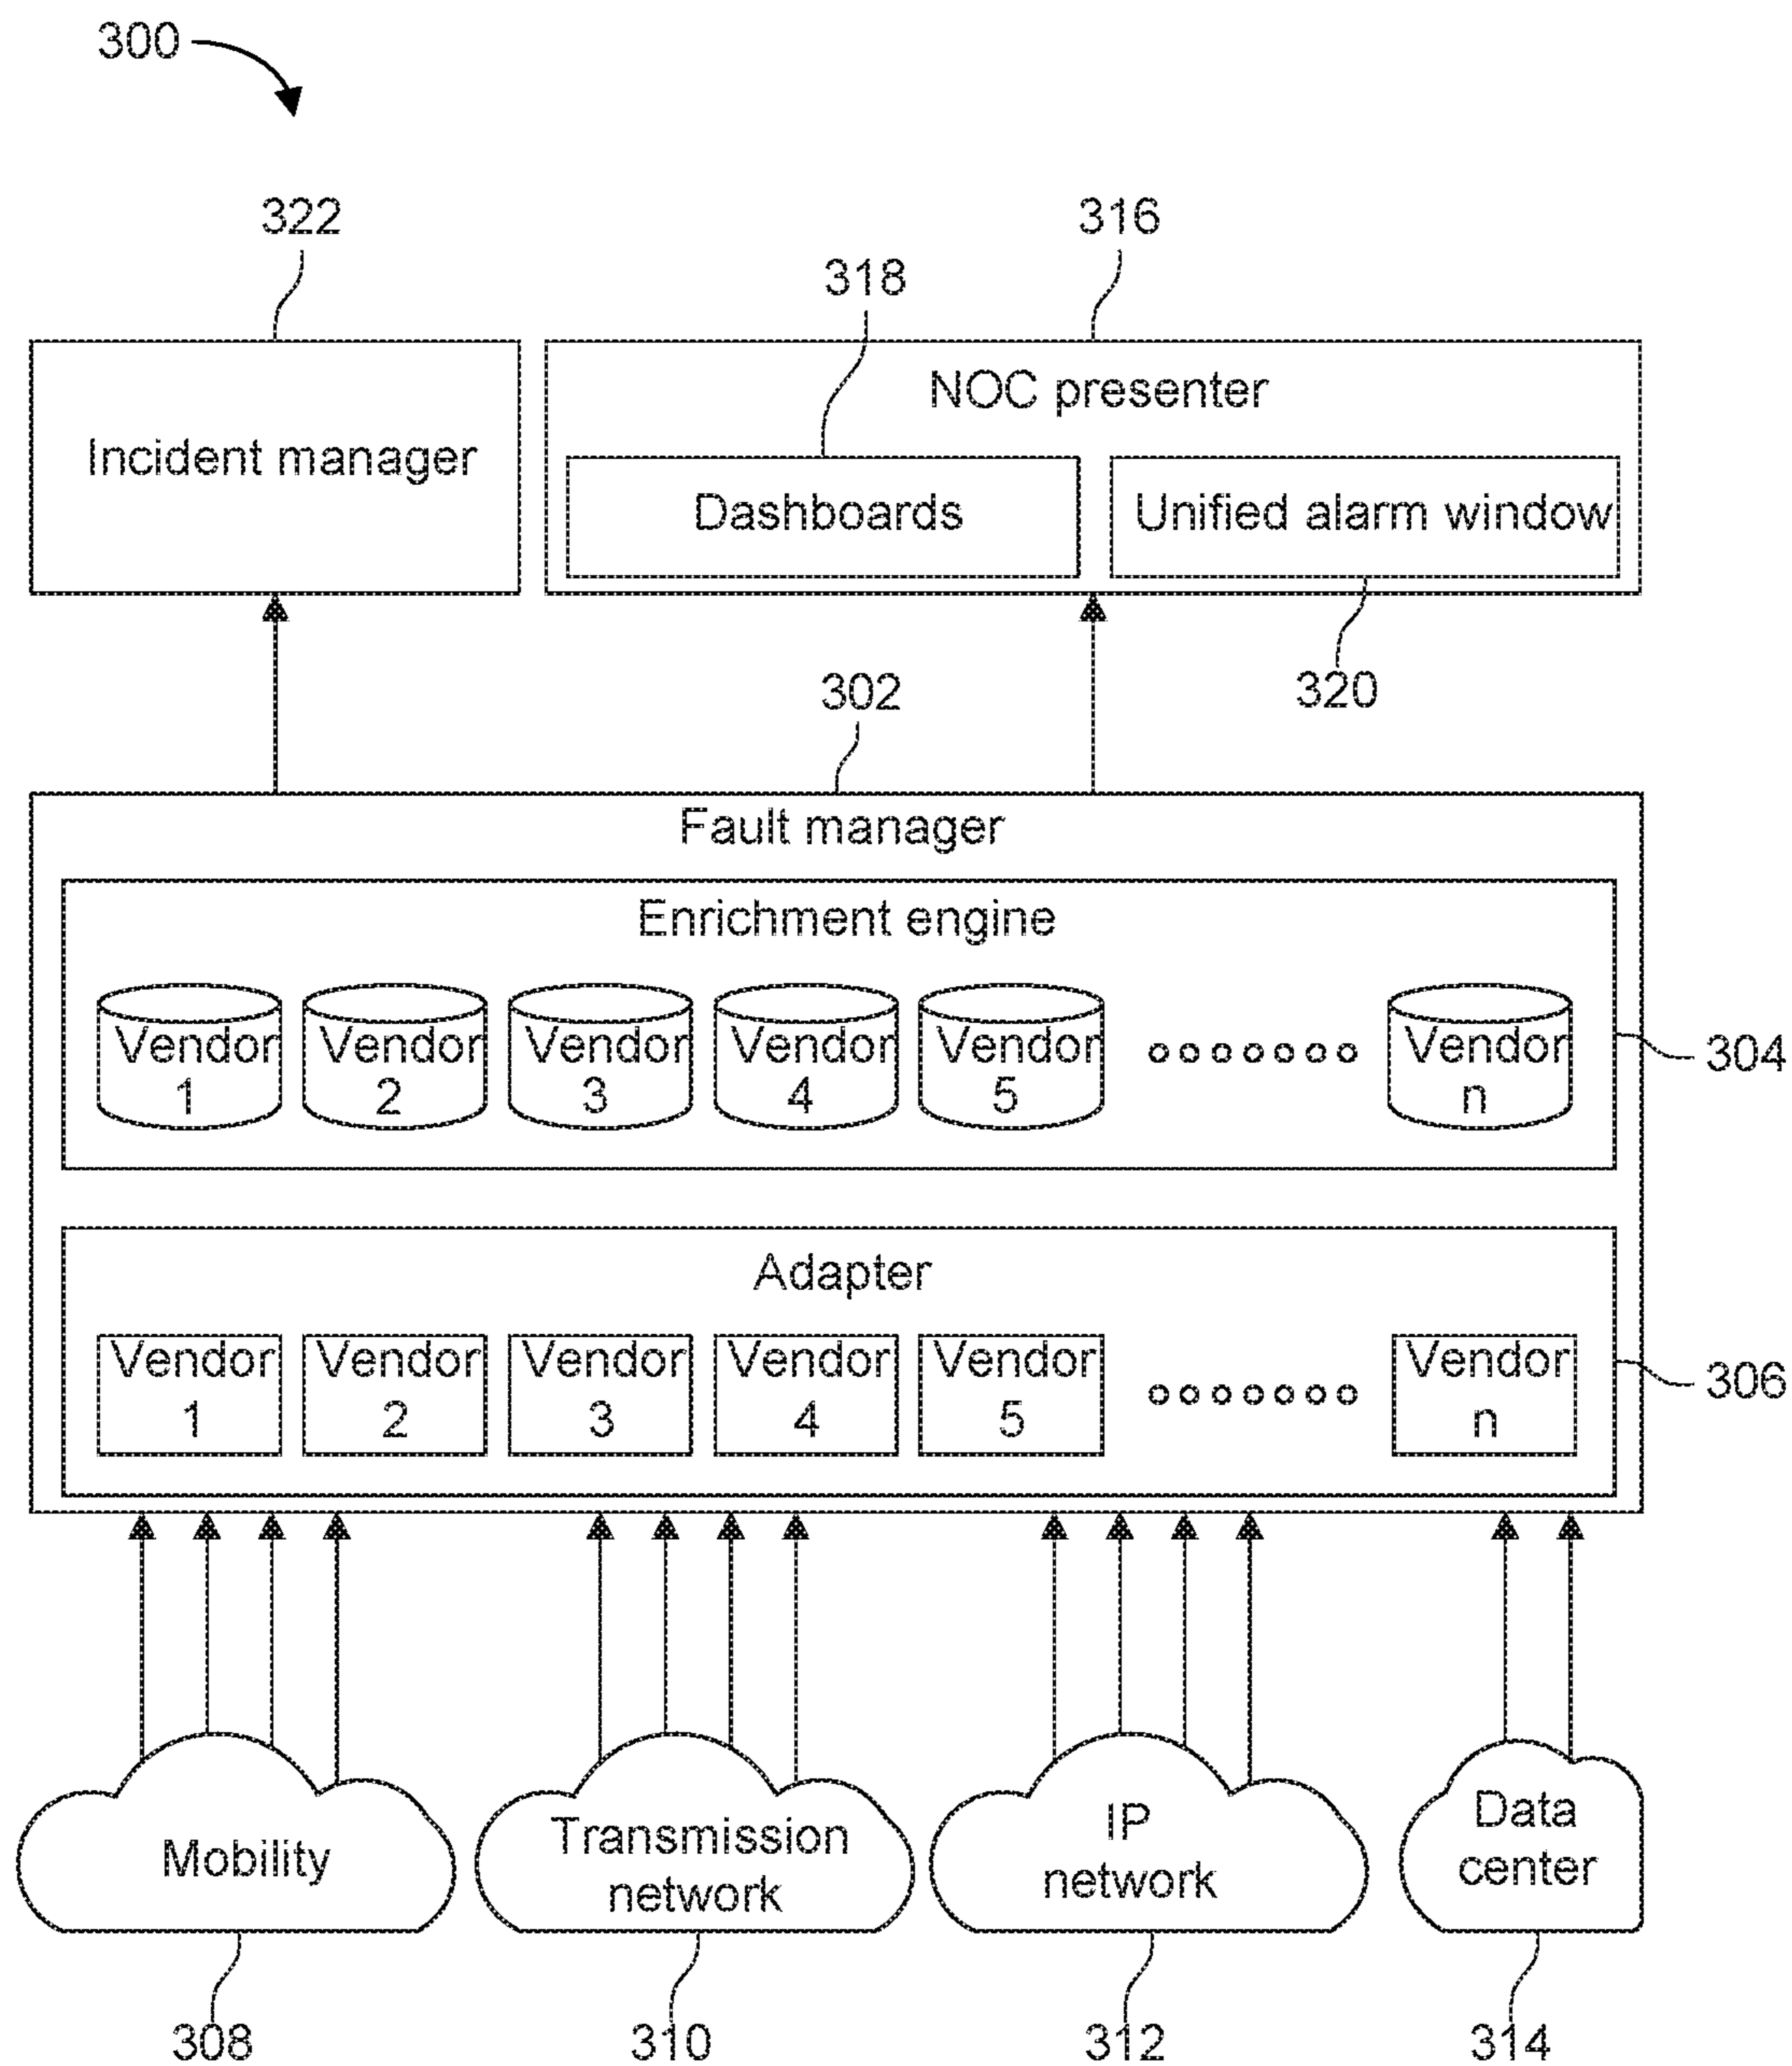 300
322
316
318
NOC presenter
Incident manager
Dashboards
Unified alarm window
302
320
Fault manager
Enrichment engine
Vendor
1
Vendor
2
Vendor
3
Vendor
4
Vendor
5
Vendor
n
304
Adapter
Vendor
1
Vendor
2
Vendor
3
Vendor
4
Vendor
5
Vendor
n
306
Mobility
Transmission
network
IP
network
Data
center
308
310
312
314